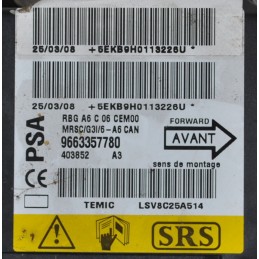 25/03/08 +5EKB9H0113226U *
25/03/08 +5EKB9H0113226U *
PSA
RBG A6 C 06 CEM00
MRSC/G3I/6-A6 CAN
9663357780
403852 A3
FORWARD
AVANT
sens de montage
TEMIC LSV8C25A514
SRS